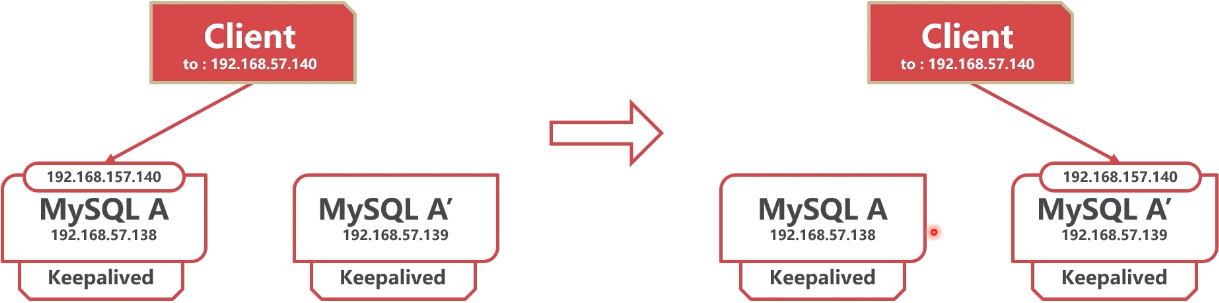 Client
to : 192.168.57.140
192.168.157.140
MySQL A
192.168.57.138
Keepalived
MySQL A’
192.168.57.139
Keepalived
Client
to : 192.168.57.140
MySQL A
192.168.57.138
Keepalived
192.168.157.140
MySQL A’
192.168.57.139
Keepalived